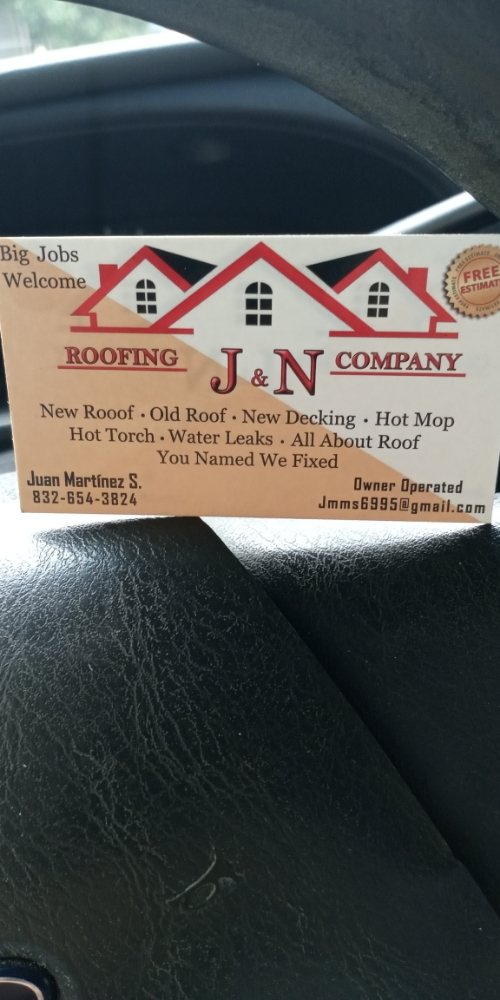 Big Jobs
Welcome
FREE
ESTIMAT
ROOFING J & N COMPANY
New Rooof · Old Roof · New Decking · Hot Mop
Hot Torch · Water Leaks · All About Roof
You Named We Fixed
Juan Martínez S.
832-654-3824
Owner Operated
Jmms6995@gmail.com